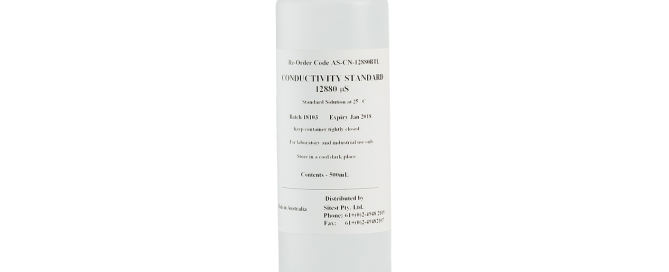 Re-Order Code AS-CN-12880BTL
CONDUCTIVITY STANDARD
12880 µS
Standard Solution at 25 C
Batch 18103 Expiry Jan 2018
Keep container tightly closed
For laboratory and industrial use only
Store in a cool dark place
Contents - 500mL
Distributed by
in Australia Sitest Pty. Ltd.
Phone:
Fax: